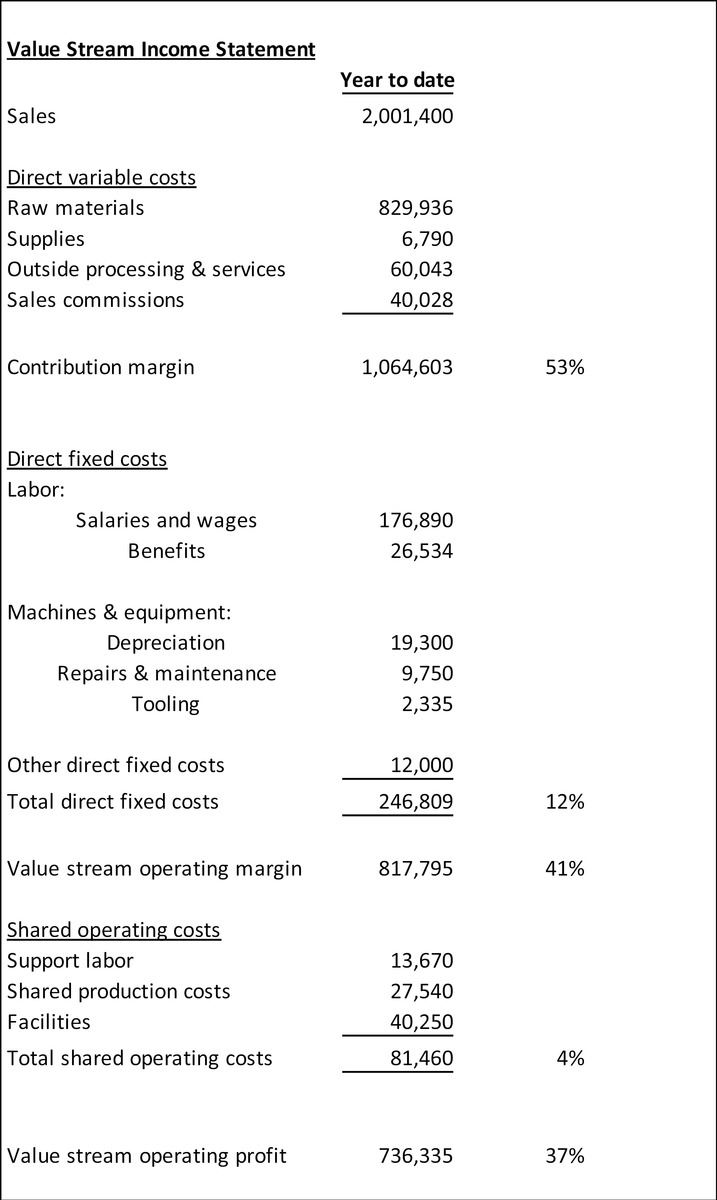 Value Stream Income Statement
Year to date
Sales 2,001,400
Direct variable costs
Raw materials 829,936
Supplies 6,790
Outside processing & services 60,043
Sales commissions 40,028
Contribution margin 1,064,603 53%
Direct fixed costs
Labor:
Salaries and wages 176,890
Benefits 26,534
Machines & equipment:
Depreciation 19,300
Repairs & maintenance 9,750
Tooling 2,335
Other direct fixed costs 12,000
Total direct fixed costs 246,809 12%
Value stream operating margin 817,795 41%
Shared operating costs
Support labor 13,670
Shared production costs 27,540
Facilities 40,250
Total shared operating costs 81,460 4%
Value stream operating profit 736,335 37%